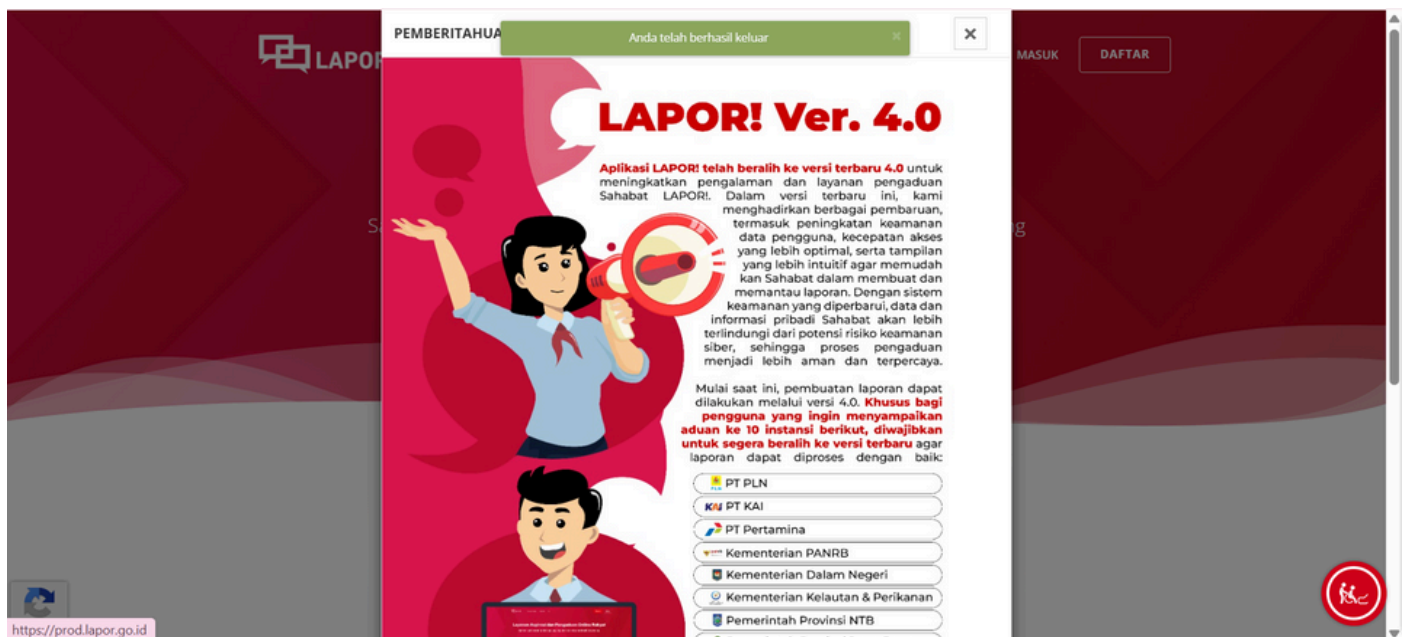 PEMBERITAHUA
Anda telah berhasil keluar
×
×
LAPOR
MASUK
DAFTAR
LAPOR! Ver. 4.0
Aplikasi LAPOR! telah beralih ke versi terbaru 4.0 untuk
meningkatkan pengalaman dan layanan pengaduan
Sahabat LAPOR!. Dalam versi terbaru ini, kami
menghadirkan berbagai pembaruan,
termasuk peningkatan keamanan
data pengguna, kecepatan akses
yang lebih optimal, serta tampilan
yang lebih intuitif agar memudah
kan Sahabat dalam membuat dan
memantau laporan. Dengan sistem
keamanan yang diperbarui, data dan
informasi pribadi Sahabat akan lebih
terlindungi dari potensi risiko keamanan
siber, sehingga proses pengaduan
menjadi lebih aman dan terpercaya.
Mulai saat ini, pembuatan laporan dapat
dilakukan melalui versi 4.0. Khusus bagi
pengguna yang ingin menyampaikan
aduan ke 10 instansi berikut, diwajibkan
untuk segera beralih ke versi terbaru agar
laporan dapat diproses dengan baik:
PLN PT PLN
KAI PT KAI
PT Pertamina
Kementerian PANRB
Kementerian Dalam Negeri
Kementerian Kelautan & Perikanan
Pemerintah Provinsi NTB
https://prod.lapor.go.id